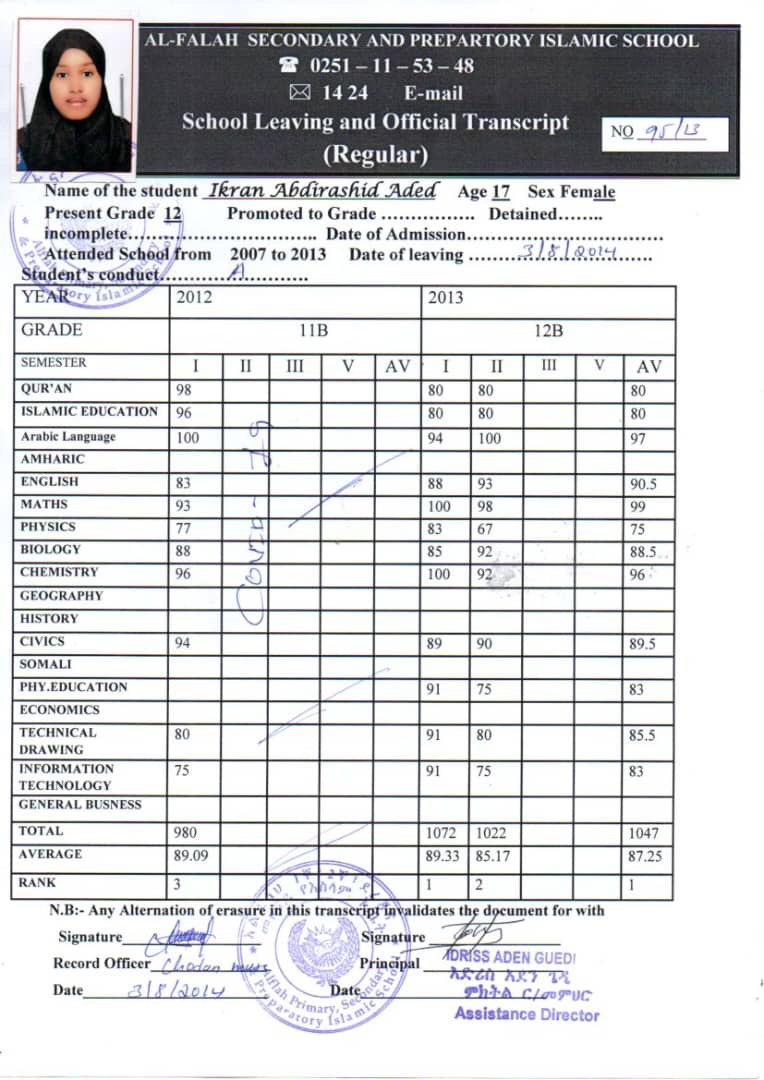 AL-FALAH SECONDARY AND PREPARTORY ISLAMIC SCHOOL
☎ 0251 – 11 – 53 – 48
✉ 14 24 E-mail
School Leaving and Official Transcript
(Regular)
NO 95/13
Name of the student Ikran Abdirashid Aded Age 17 Sex Female
Present Grade 12 Promoted to Grade ................ Detained........
incomplete.................................. Date of Admission....................................
Attended School from 2007 to 2013 Date of leaving .........3/8/2014.........
Student's conduct............A............
YEAR 2012 2013
GRADE 11B 12B
SEMESTER I II III V AV I II III V AV
QUR'AN 98 80 80 80
ISLAMIC EDUCATION 96 80 80 80
Arabic Language 100 94 100 97
AMHARIC
ENGLISH 83 88 93 90.5
MATHS 93 100 98 99
PHYSICS 77 83 67 75
BIOLOGY 88 85 92 88.5
CHEMISTRY 96 100 92 96
GEOGRAPHY
HISTORY
CIVICS 94 89 90 89.5
SOMALI
PHY.EDUCATION 91 75 83
ECONOMICS
TECHNICAL
DRAWING 80 91 80 85.5
INFORMATION
TECHNOLOGY 75 91 75 83
GENERAL BUSNESS
TOTAL 980 1072 1022 1047
AVERAGE 89.09 89.33 85.17 87.25
RANK 3 1 2 1
Covid-19
N.B:- Any Alternation of erasure in this transcript invalidates the document for with
Signature Signature
Record Officer Chodan Principal
Date 3/8/2014 Date
IDRISS ADEN GUEDI
ምክትል ር/መምህር
Assistance Director
Alflah Primary, Secondary
& Preparatory Islamic School